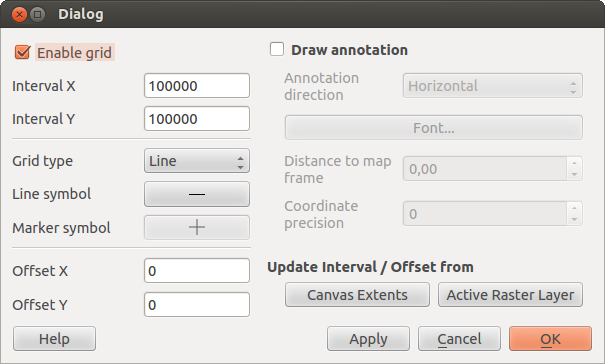 Dialog
Enable grid
Interval X 100000
Interval Y 100000
Grid type Line
Line symbol
Marker symbol
Offset X 0
Offset Y 0
Draw annotation
Annotation direction Horizontal
Font...
Distance to map frame 0,00
Coordinate precision 0
Update Interval / Offset from
Canvas Extents Active Raster Layer
Help Apply Cancel OK